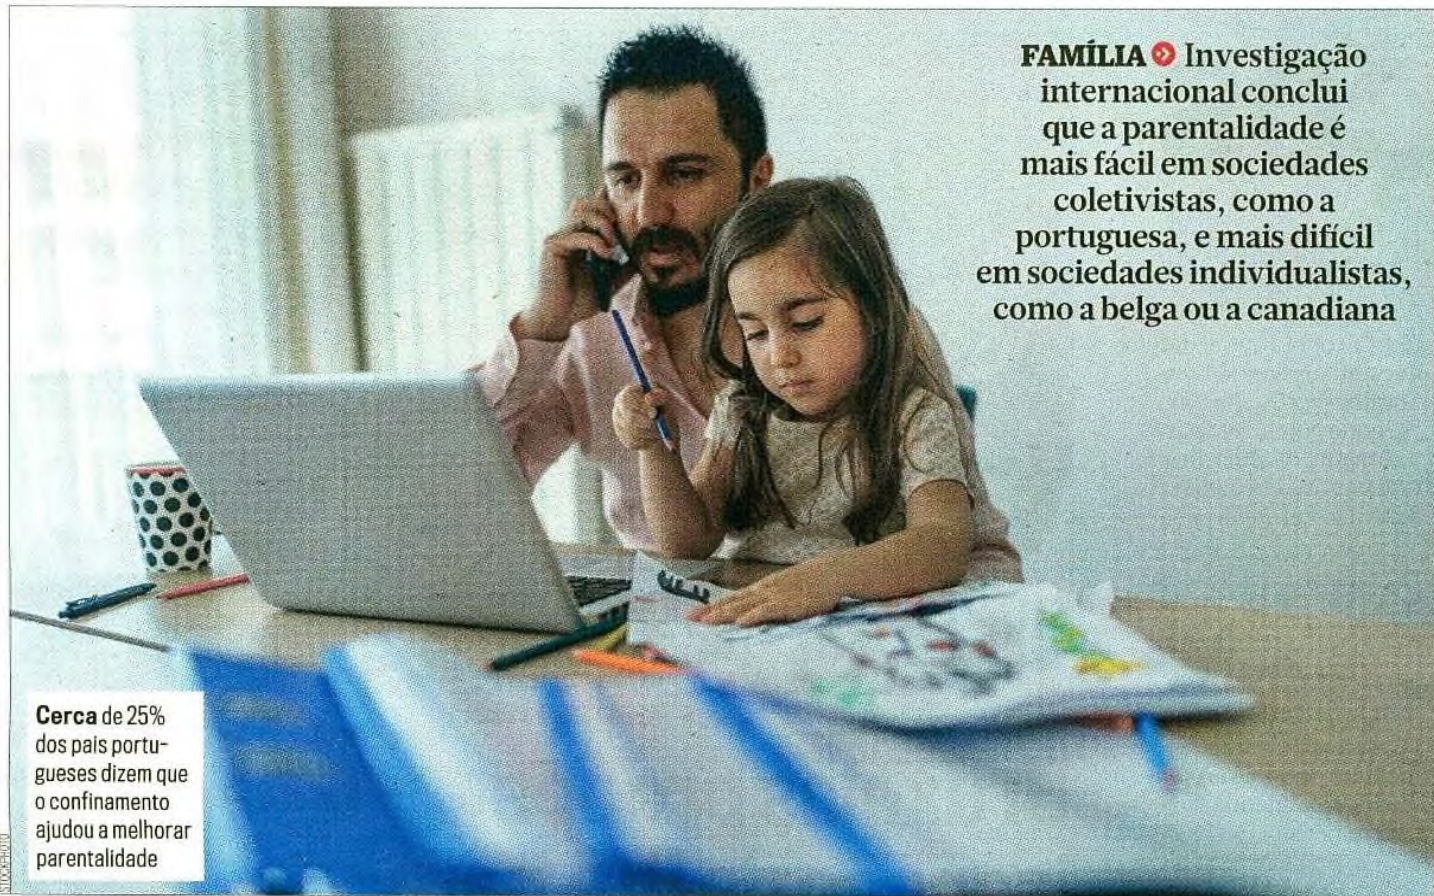 FAMÍLIA Investigação
internacional conclui
que a parentalidade é
mais fácil em sociedades
coletivistas, como a
portuguesa, e mais difícil
em sociedades individualistas,
como a belga ou a canadiana
Cerca de 25%
dos pais portu-
gueses dizem que
o confinamento
ajudou a melhorar
parentalidade
ISTOCKPHOTO